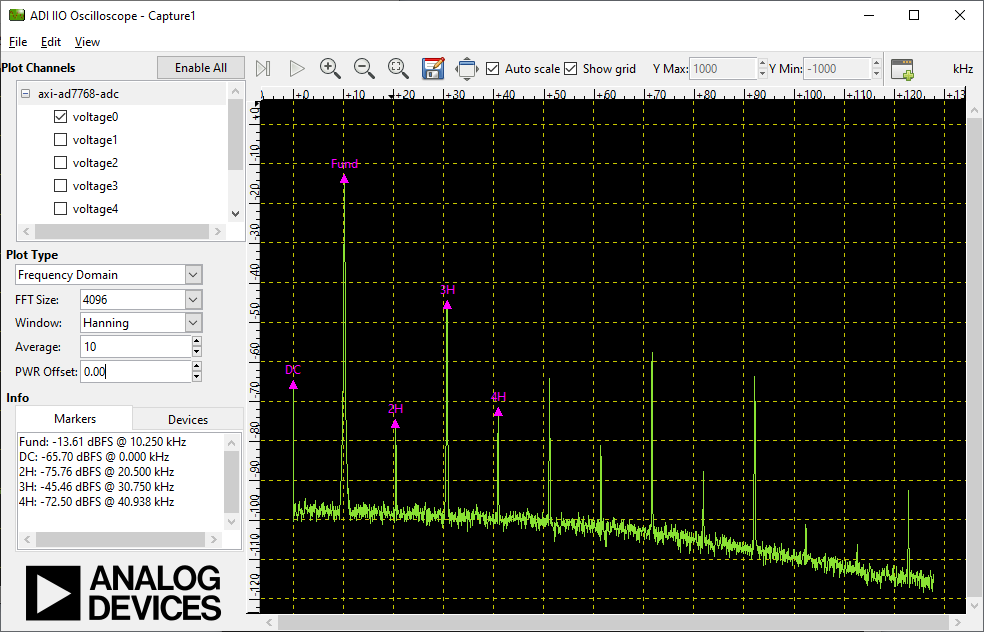 ADI IIO Oscilloscope - Capture1
File Edit View
Plot Channels Enable All
Auto scale Show grid Y Max: 1000 Y Min: -1000 kHz
axi-ad7768-adc
voltage0
voltage1
voltage2
voltage3
voltage4
Plot Type
Frequency Domain
FFT Size: 4096
Window: Hanning
Average: 10
PWR Offset: 0.00
Info
Markers Devices
Fund: -13.61 dBFS @ 10.250 kHz
DC: -65.70 dBFS @ 0.000 kHz
2H: -75.76 dBFS @ 20.500 kHz
3H: -45.46 dBFS @ 30.750 kHz
4H: -72.50 dBFS @ 40.938 kHz
ANALOG
DEVICES
+0 +10 +20 +30 +40 +50 +60 +70 +80 +90 +100 +110 +120 +13
+0
-10
-20
-30
-40
-50
-60
-70
-80
-90
-100
-110
-120
Fund
3H
DC
2H
4H